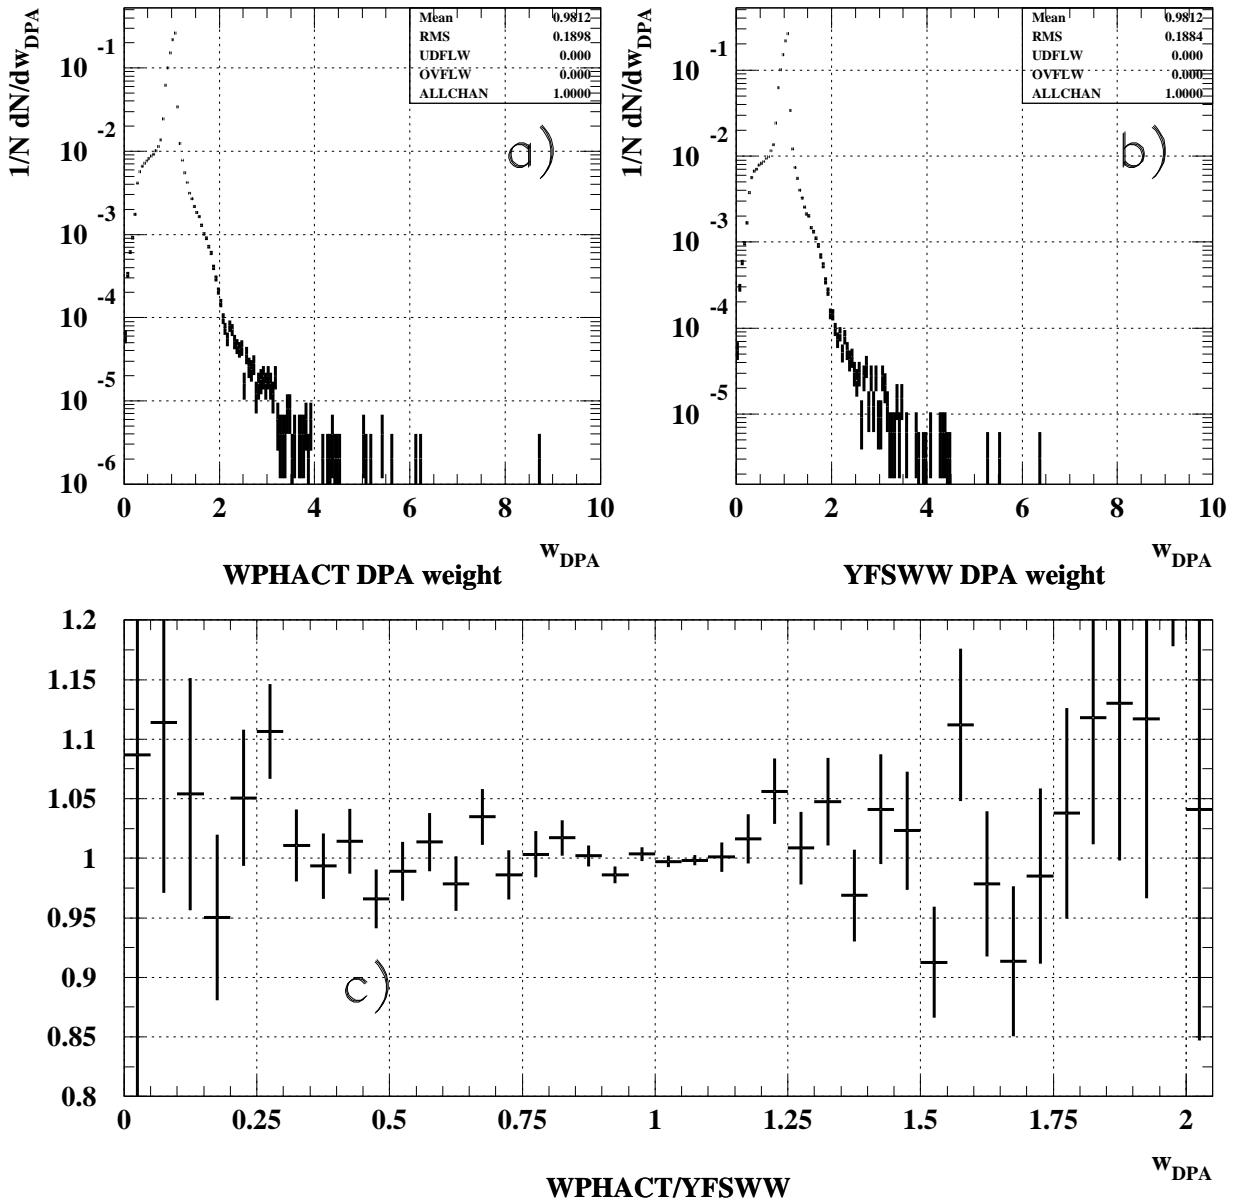 1/N dN/dw_DPA
10^-1
10^-2
10^-3
10^-4
10^-5
10^-6
Mean 0.9812
RMS 0.1898
UDFLW 0.000
OVFLW 0.000
ALLCHAN 1.0000
a)
0 2 4 6 8 10
w_DPA
WPHACT DPA weight
1/N dN/dw_DPA
10^-1
10^-2
10^-3
10^-4
10^-5
Mean 0.9812
RMS 0.1884
UDFLW 0.000
OVFLW 0.000
ALLCHAN 1.0000
b)
0 2 4 6 8 10
w_DPA
YFSWW DPA weight
1.2
1.15
1.1
1.05
1
0.95
0.9
0.85
0.8
c)
0 0.25 0.5 0.75 1 1.25 1.5 1.75 2
w_DPA
WPHACT/YFSWW